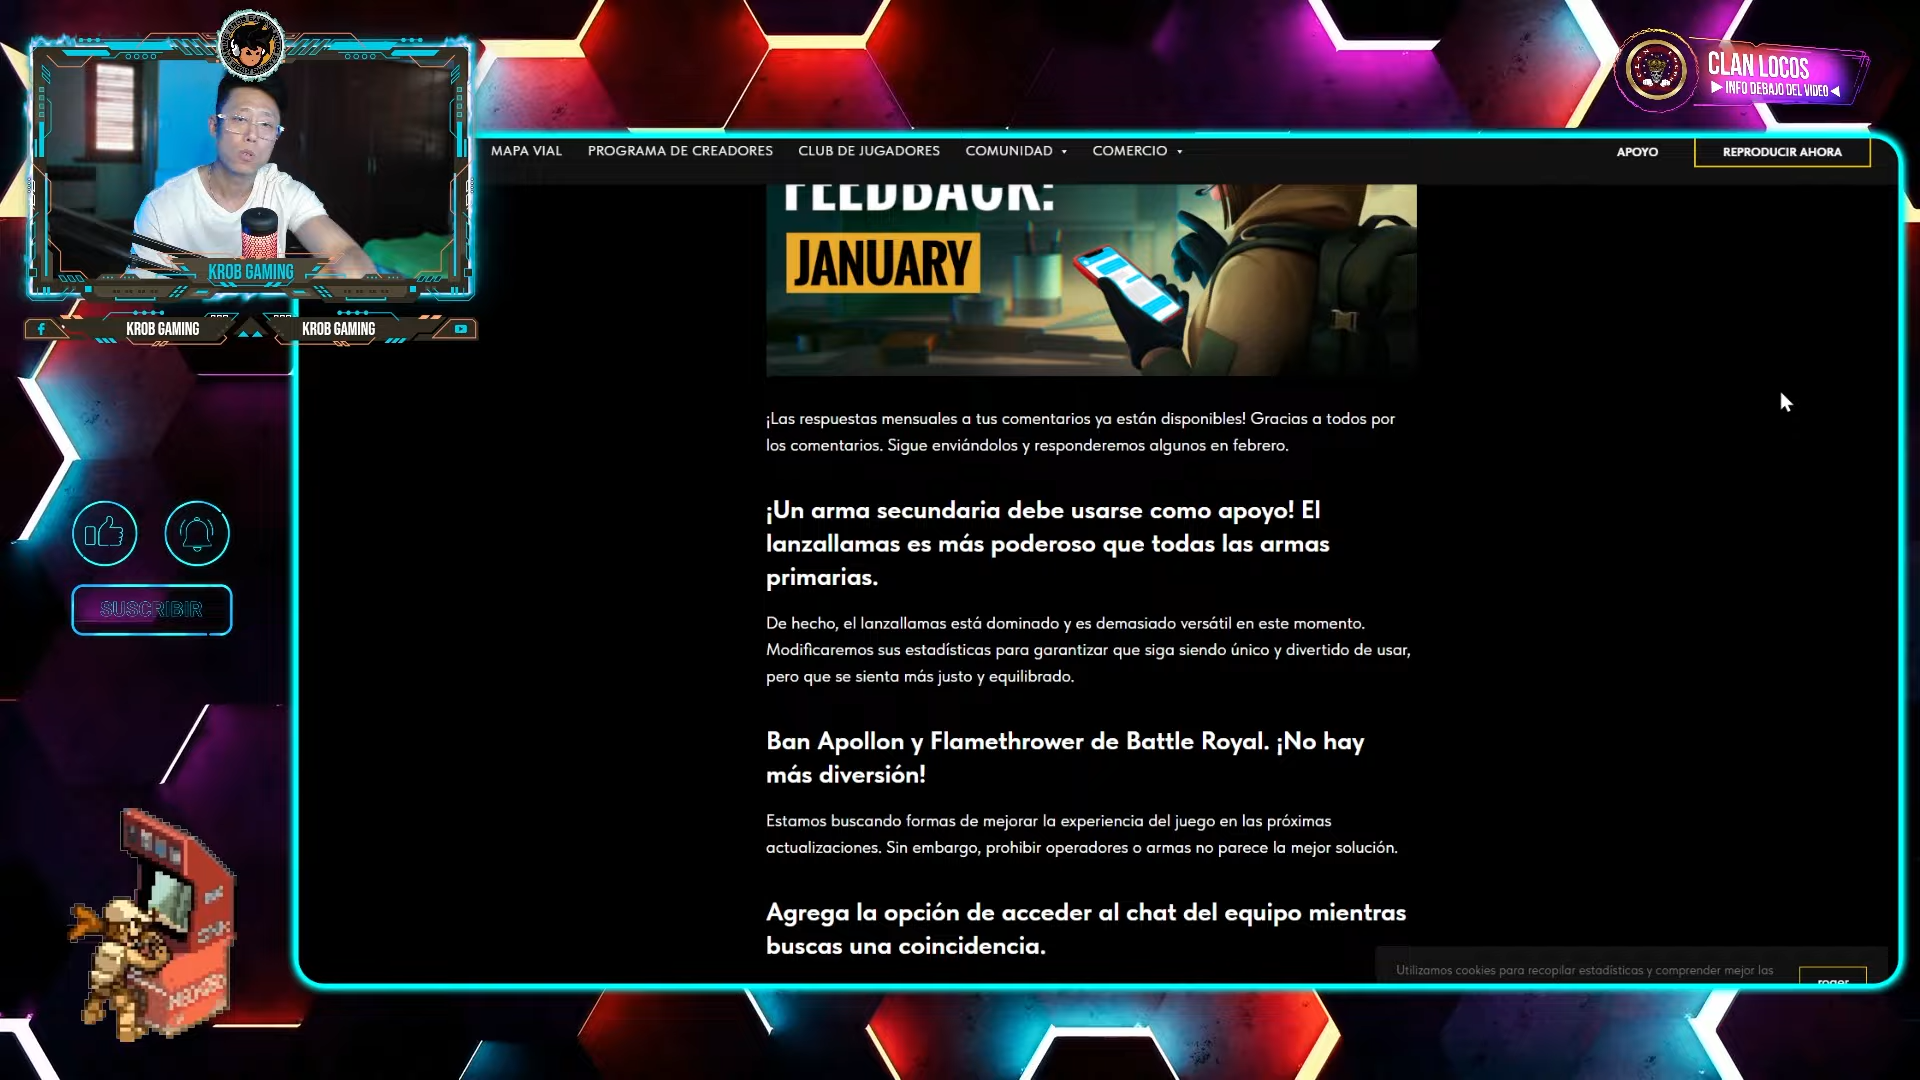 KROB GAMING
KROB GAMING
KROB GAMING
SUSCRIBIR
CLAN LOCOS
INFO DEBAJO DEL VIDEO
MAPA VIAL
PROGRAMA DE CREADORES
CLUB DE JUGADORES
COMUNIDAD
COMERCIO
APOYO
REPRODUCIR AHORA
FEEDBACK:
JANUARY
¡Las respuestas mensuales a tus comentarios ya están disponibles! Gracias a todos por
los comentarios. Sigue enviándolos y responderemos algunos en febrero.
¡Un arma secundaria debe usarse como apoyo! El
lanzallamas es más poderoso que todas las armas
primarias.
De hecho, el lanzallamas está dominado y es demasiado versátil en este momento.
Modificaremos sus estadísticas para garantizar que siga siendo único y divertido de usar,
pero que se sienta más justo y equilibrado.
Ban Apollon y Flamethrower de Battle Royal. ¡No hay
más diversión!
Estamos buscando formas de mejorar la experiencia del juego en las próximas
actualizaciones. Sin embargo, prohibir operadores o armas no parece la mejor solución.
Agrega la opción de acceder al chat del equipo mientras
buscas una coincidencia.
Utilizamos cookies para recopilar estadísticas y comprender mejor las
roger